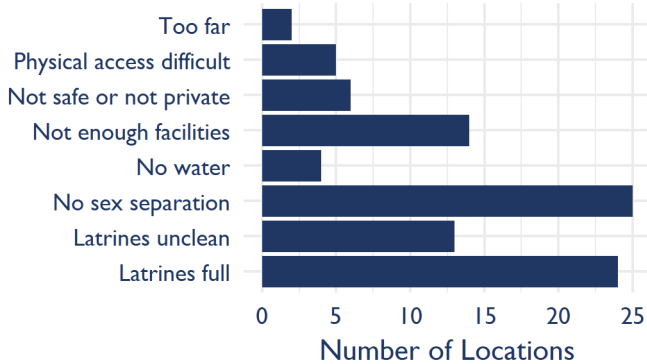 Too far
Physical access difficult
Not safe or not private
Not enough facilities
No water
No sex separation
Latrines unclean
Latrines full
0 5 10 15 20 25
Number of Locations